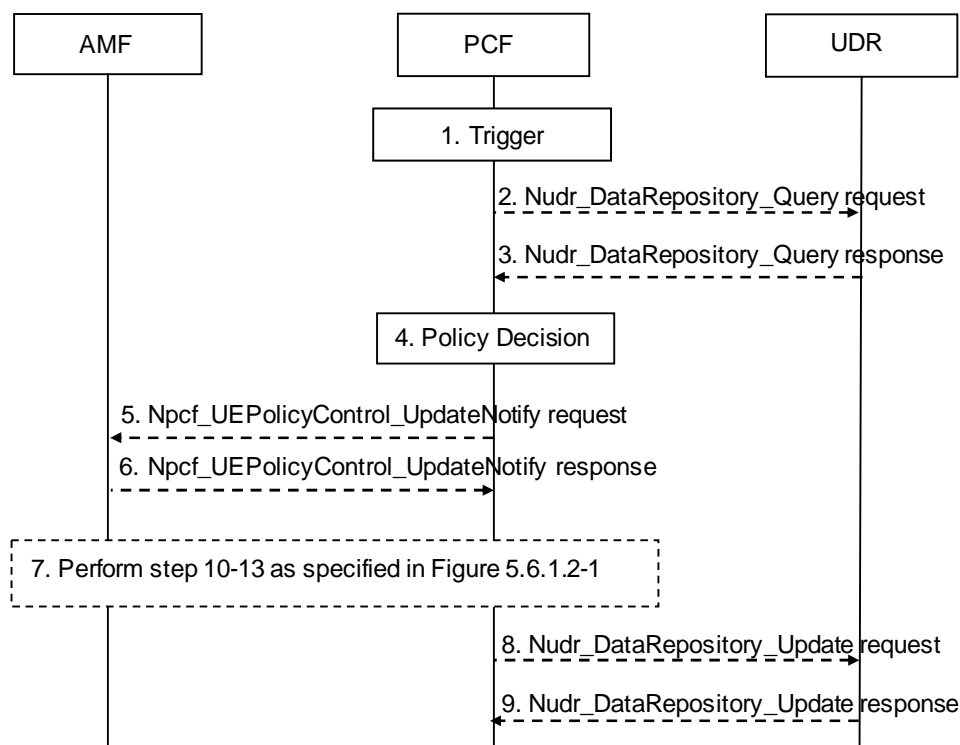 AMF
PCF
UDR
1. Trigger
2. Nudr_DataRepository_Query request
3. Nudr_DataRepository_Query response
4. Policy Decision
5. Npcf_UEPolicyControl_UpdateNotify request
6. Npcf_UEPolicyControl_UpdateNotify response
7. Perform step 10-13 as specified in Figure 5.6.1.2-1
8. Nudr_DataRepository_Update request
9. Nudr_DataRepository_Update response